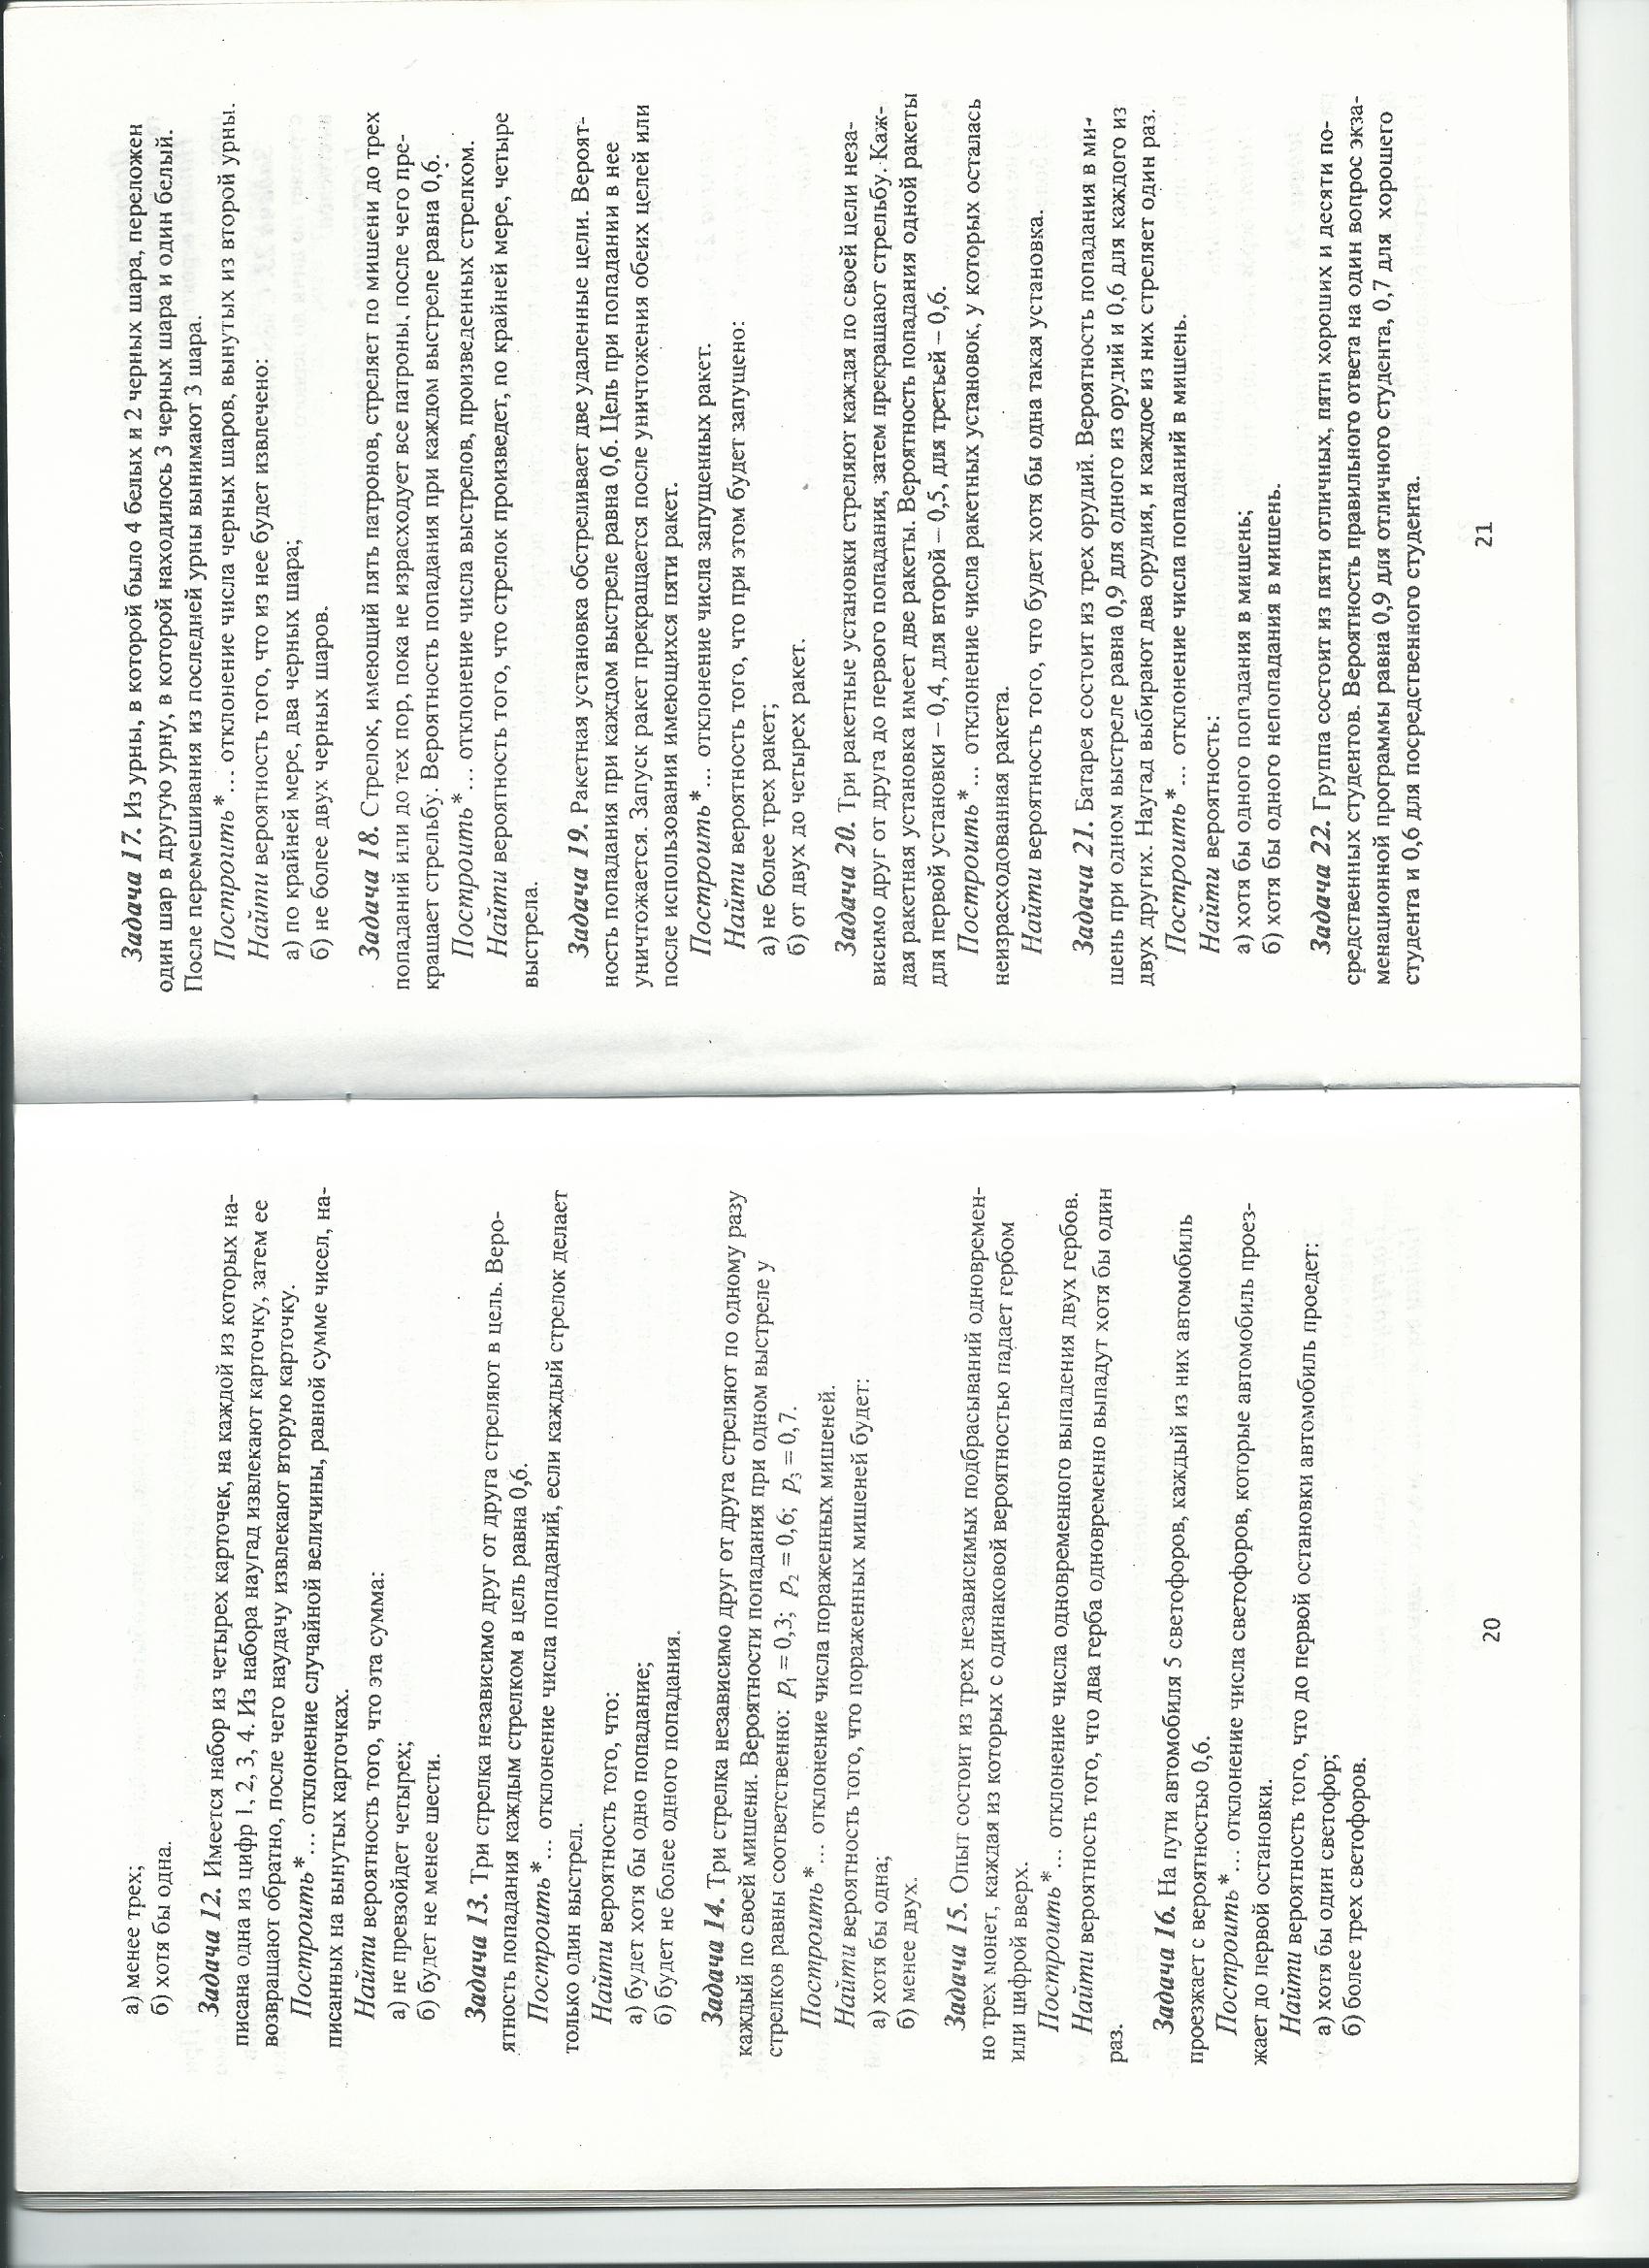 а) менее трех;
б) хотя бы одна.
Задача 12. Имеется набор из четырех карточек, на каждой из которых на-
писана одна из цифр 1, 2, 3, 4. Из набора наугад извлекают карточку, затем ее
возвращают обратно, после чего наудачу извлекают вторую карточку.
Построить*... отклонение случайной величины, равной сумме чисел, на-
писанных на вынутых карточках.
Найти вероятность того, что эта сумма:
а) не превзойдет четырех;
б) будет не менее шести.
Задача 13. Три стрелка независимо друг от друга стреляют в цель. Веро-
ятность попадания каждым стрелком в цель равна 0,6.
Построить*... отклонение числа попаданий, если каждый стрелок делает
только один выстрел.
Найти вероятность того, что:
а) будет хотя бы одно попадание;
б) будет не более одного попадания.
Задача 14. Три стрелка независимо друг от друга стреляют по одному разу
каждый по своей мишени. Вероятности попадания при одном выстреле у
стрелков равны соответственно: p₁ = 0,3; p₂ = 0,6; p₃ = 0,7.
Построить*... отклонение числа пораженных мишеней.
Найти вероятность того, что пораженных мишеней будет:
а) хотя бы одна;
б) менее двух.
Задача 15. Опыт состоит из трех независимых подбрасываний одновремен-
но трех монет, каждая из которых с одинаковой вероятностью падает гербом
или цифрой вверх.
Построить*... отклонение числа одновременного выпадения двух гербов.
Найти вероятность того, что два герба одновременно выпадут хотя бы один
раз.
Задача 16. На пути автомобиля 5 светофоров, каждый из них автомобиль
проезжает с вероятностью 0,6.
Построить*... отклонение числа светофоров, которые автомобиль проез-
жает до первой остановки.
Найти вероятность того, что до первой остановки автомобиль проедет:
а) хотя бы один светофор;
б) более трех светофоров.
20
Задача 17. Из урны, в которой было 4 белых и 2 черных шара, переложен
один шар в другую урну, в которой находилось 3 черных шара и один белый.
После перемешивания из последней урны вынимают 3 шара.
Построить*... отклонение числа черных шаров, вынутых из второй урны.
Найти вероятность того, что из нее будет извлечено:
а) по крайней мере, два черных шара;
б) не более двух черных шаров.
Задача 18. Стрелок, имеющий пять патронов, стреляет по мишени до трех
попаданий или до тех пор, пока не израсходует все патроны, после чего пре-
кращает стрельбу. Вероятность попадания при каждом выстреле равна 0,6.
Построить*... отклонение числа выстрелов, произведенных стрелком.
Найти вероятность того, что стрелок произведет, по крайней мере, четыре
выстрела.
Задача 19. Ракетная установка обстреливает две удаленные цели. Вероят-
ность попадания при каждом выстреле равна 0,6. Цель при попадании в нее
уничтожается. Запуск ракет прекращается после уничтожения обеих целей или
после использования имеющихся пяти ракет.
Построить*... отклонение числа запущенных ракет.
Найти вероятность того, что при этом будет запущено:
а) не более трех ракет;
б) от двух до четырех ракет.
Задача 20. Три ракетные установки стреляют каждая по своей цели неза-
висимо друг от друга до первого попадания, затем прекращают стрельбу. Каж-
дая ракетная установка имеет две ракеты. Вероятность попадания одной ракеты
для первой установки – 0,4, для второй – 0,5, для третьей – 0,6.
Построить*... отклонение числа ракетных установок, у которых осталась
неизрасходованная ракета.
Найти вероятность того, что будет хотя бы одна такая установка.
Задача 21. Батарея состоит из трех орудий. Вероятность попадания в ми-
шень при одном выстреле равна 0,9 для одного из орудий и 0,6 для каждого из
двух других. Наугад выбирают два орудия, и каждое из них стреляет один раз.
Построить*... отклонение числа попаданий в мишень.
Найти вероятность:
а) хотя бы одного попадания в мишень;
б) хотя бы одного непопадания в мишень.
Задача 22. Группа состоит из пяти отличных, пяти хороших и десяти по-
средственных студентов. Вероятность правильного ответа на один вопрос экза-
менационной программы равна 0,9 для отличного студента, 0,7 для хорошего
студента и 0,6 для посредственного студента.
21